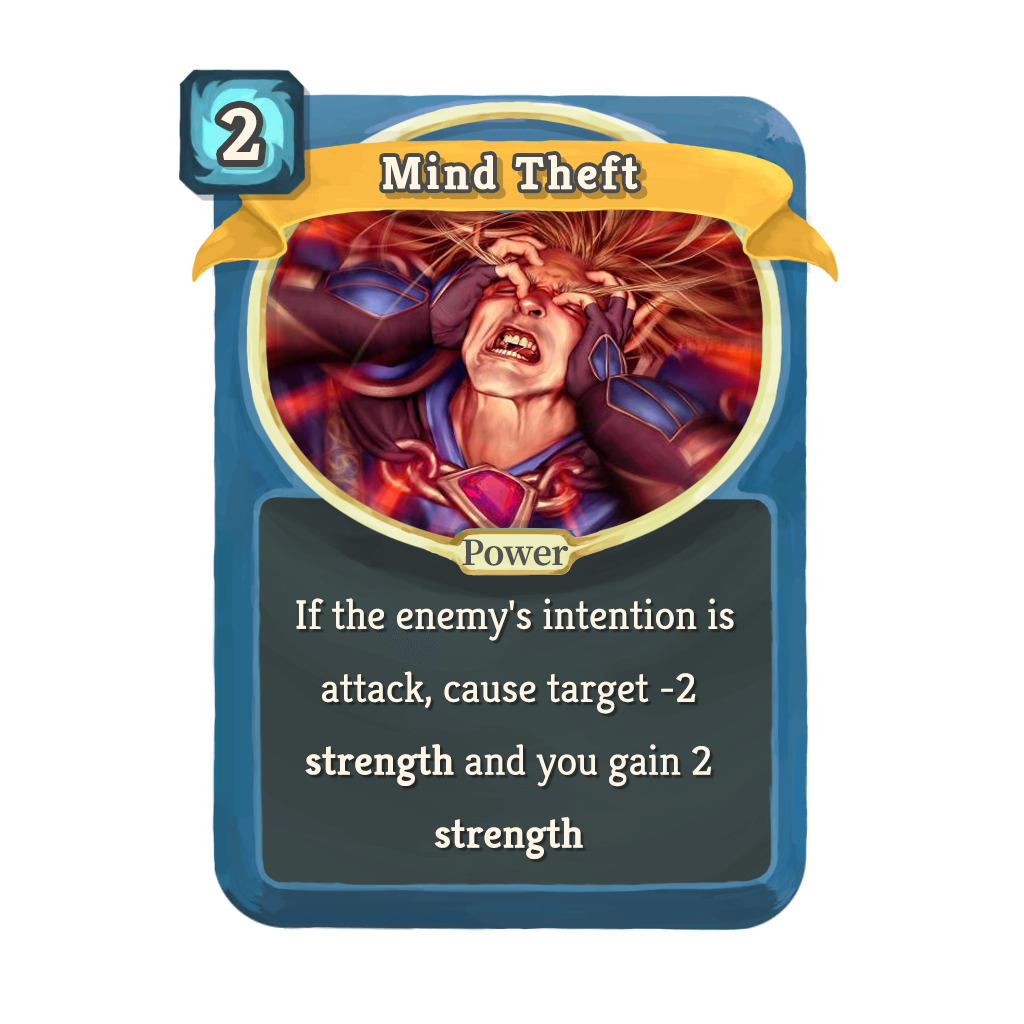 2
Mind Theft
Power
If the enemy's intention is
attack, cause target -2
strength and you gain 2
strength